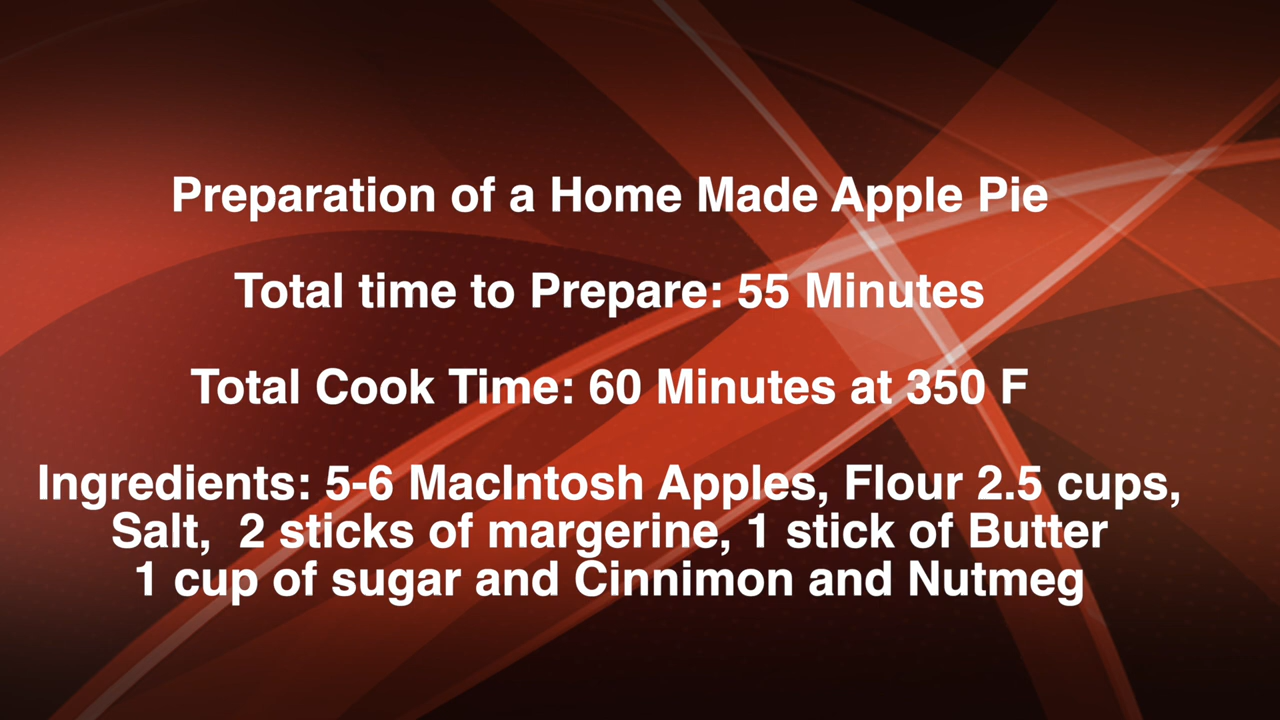 Preparation of a Home Made Apple Pie
Total time to Prepare: 55 Minutes
Total Cook Time: 60 Minutes at 350 F
Ingredients: 5-6 MacIntosh Apples, Flour 2.5 cups,
Salt,  2 sticks of margerine, 1 stick of Butter
1 cup of sugar and Cinnimon and Nutmeg